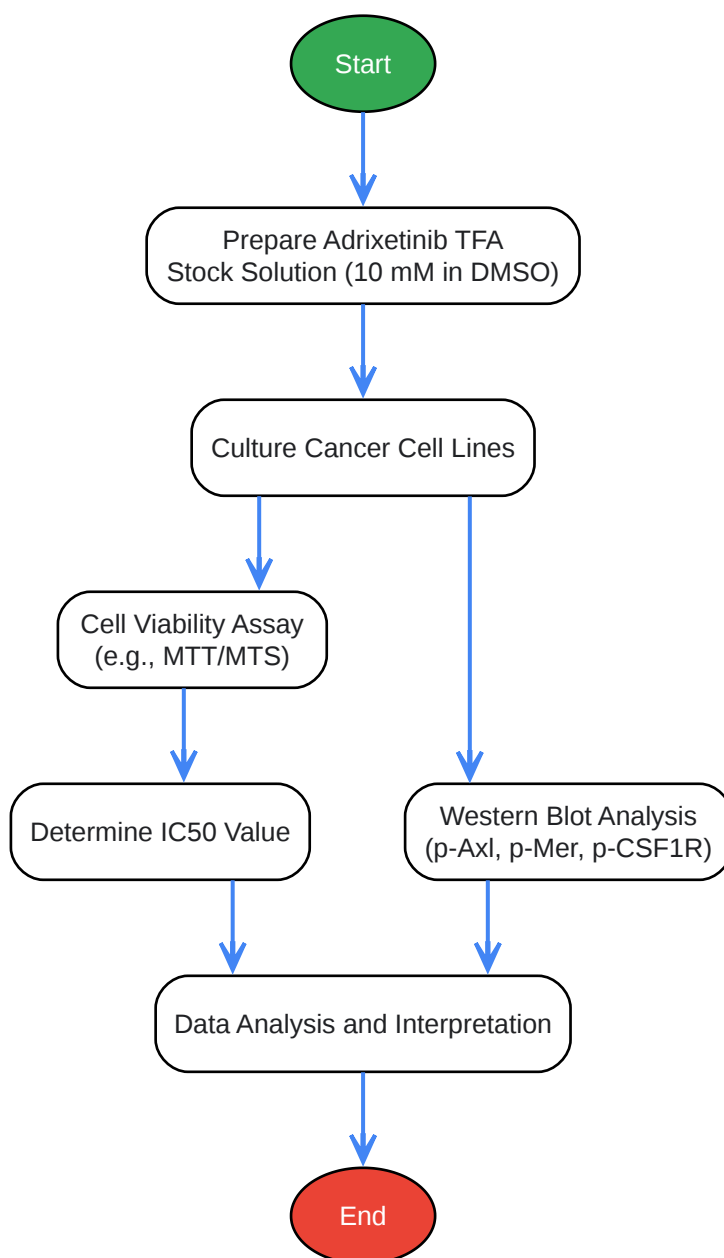 Start
Prepare Adrixetinib TFA
Stock Solution (10 mM in DMSO)
Culture Cancer Cell Lines
Cell Viability Assay
(e.g., MTT/MTS)
Determine IC50 Value
Western Blot Analysis
(p-Axl, p-Mer, p-CSF1R)
Data Analysis and Interpretation
End